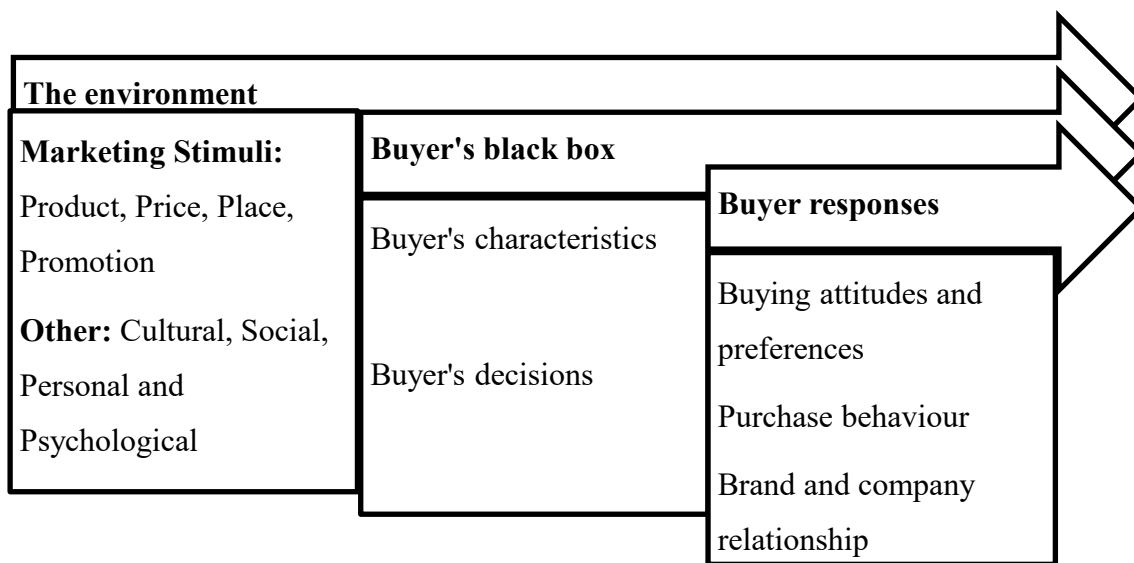 The environment
Marketing Stimuli:
Product, Price, Place,
Promotion
Other: Cultural, Social,
Personal and
Psychological
Buyer's black box
Buyer's characteristics
Buyer's decisions
Buyer responses
Buying attitudes and
preferences
Purchase behaviour
Brand and company
relationship